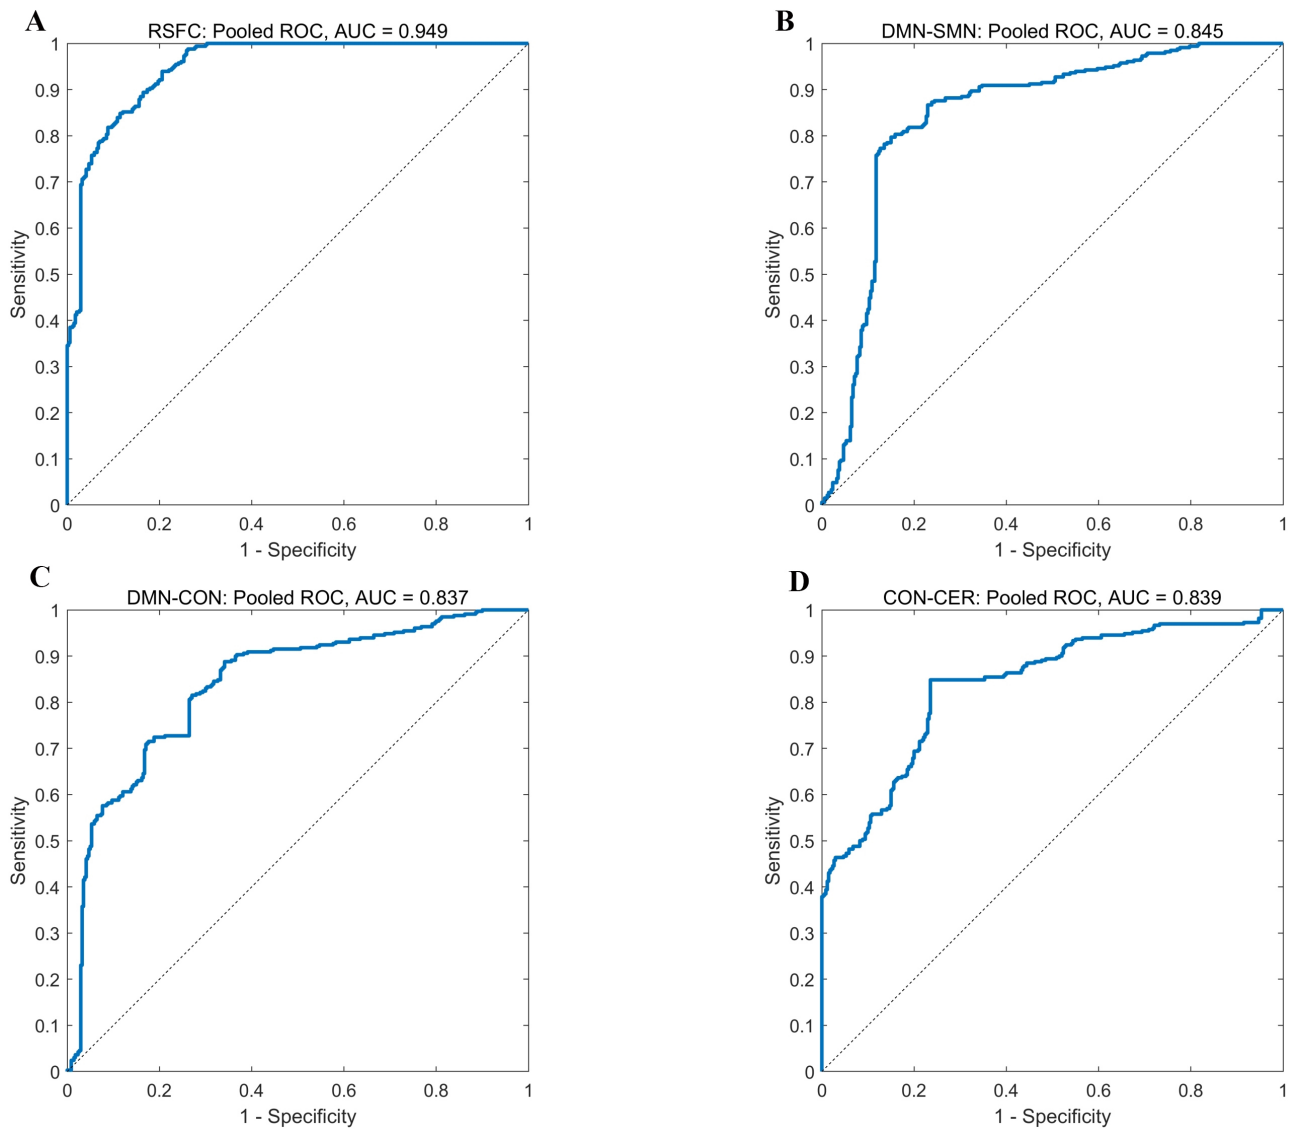 A
RSFC: Pooled ROC, AUC = 0.949
1
0.9
0.8
0.7
0.6
0.5
0.4
0.3
0.2
0.1
0
Sensitivity
0 0.2 0.4 0.6 0.8 1
1 - Specificity
B
DMN-SMN: Pooled ROC, AUC = 0.845
1
0.9
0.8
0.7
0.6
0.5
0.4
0.3
0.2
0.1
0
Sensitivity
0 0.2 0.4 0.6 0.8 1
1 - Specificity
C
DMN-CON: Pooled ROC, AUC = 0.837
1
0.9
0.8
0.7
0.6
0.5
0.4
0.3
0.2
0.1
0
Sensitivity
0 0.2 0.4 0.6 0.8 1
1 - Specificity
D
CON-CER: Pooled ROC, AUC = 0.839
1
0.9
0.8
0.7
0.6
0.5
0.4
0.3
0.2
0.1
0
Sensitivity
0 0.2 0.4 0.6 0.8 1
1 - Specificity